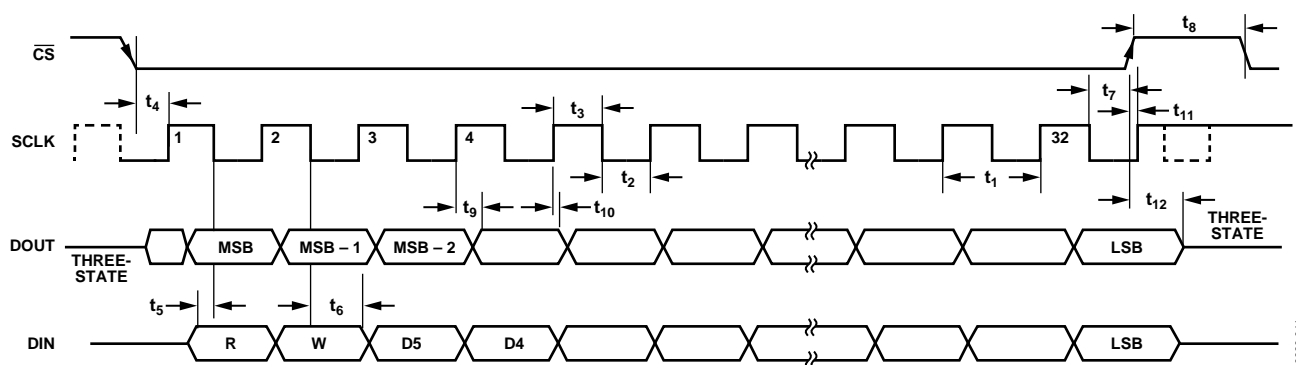 CS
t8
t4
t3
t7
t11
SCLK
1
2
3
4
32
t2
t1
t9
t10
t12
DOUT
THREE-
STATE
MSB
MSB – 1
MSB – 2
LSB
THREE-
STATE
t5
t6
DIN
R
W
D5
D4
LSB